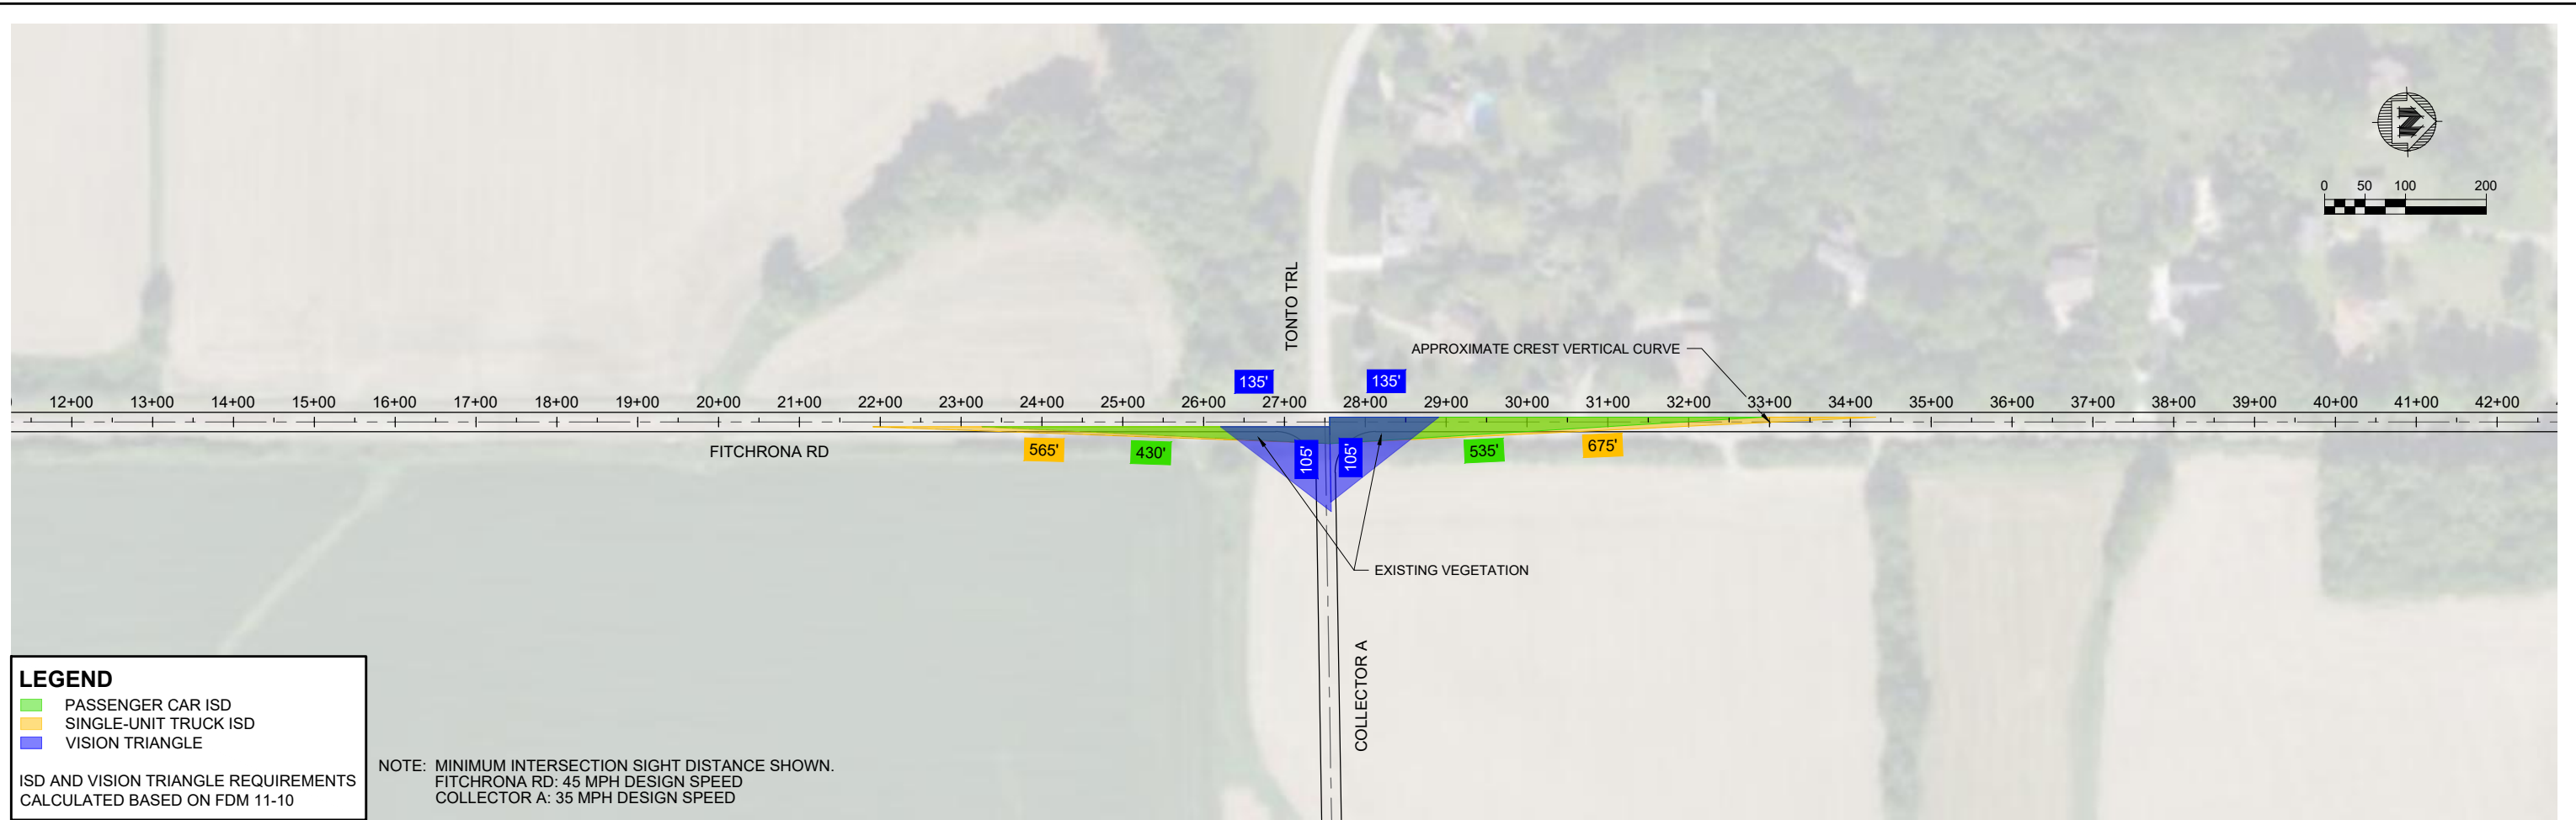 N
0 50 100 200
TONTO TRL
APPROXIMATE CREST VERTICAL CURVE
135' 135'
12+00 13+00 14+00 15+00 16+00 17+00 18+00 19+00 20+00 21+00 22+00 23+00 24+00 25+00 26+00 27+00 28+00 29+00 30+00 31+00 32+00 33+00 34+00 35+00 36+00 37+00 38+00 39+00 40+00 41+00 42+00
FITCHRONA RD
565' 430' 105' 105' 535' 675'
EXISTING VEGETATION
COLLECTOR A
LEGEND
PASSENGER CAR ISD
SINGLE-UNIT TRUCK ISD
VISION TRIANGLE
ISD AND VISION TRIANGLE REQUIREMENTS
CALCULATED BASED ON FDM 11-10
NOTE: MINIMUM INTERSECTION SIGHT DISTANCE SHOWN.
FITCHRONA RD: 45 MPH DESIGN SPEED
COLLECTOR A: 35 MPH DESIGN SPEED